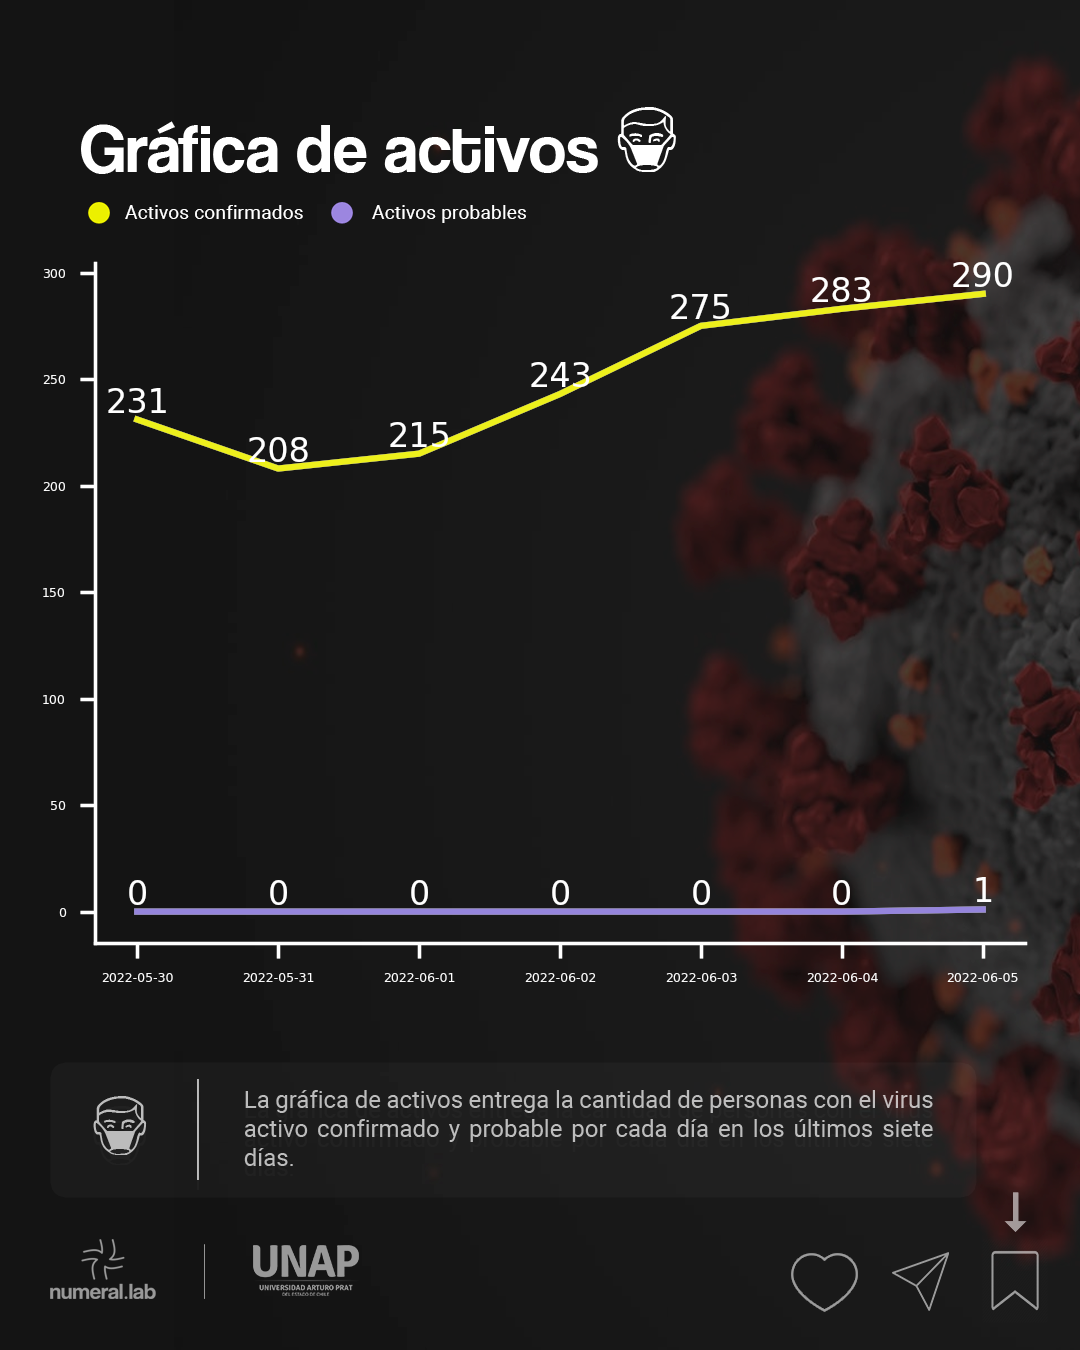 Gráfica de activos
Activos confirmados Activos probables
300
250
200
150
100
50
0
231 208 215 243 275 283 290
0 0 0 0 0 0 1
2022-05-30 2022-05-31 2022-06-01 2022-06-02 2022-06-03 2022-06-04 2022-06-05
La gráfica de activos entrega la cantidad de personas con el virus
activo confirmado y probable por cada día en los últimos siete
días.
numeral.lab
UNAP
UNIVERSIDAD ARTURO PRAT
DEL ESTADO DE CHILE